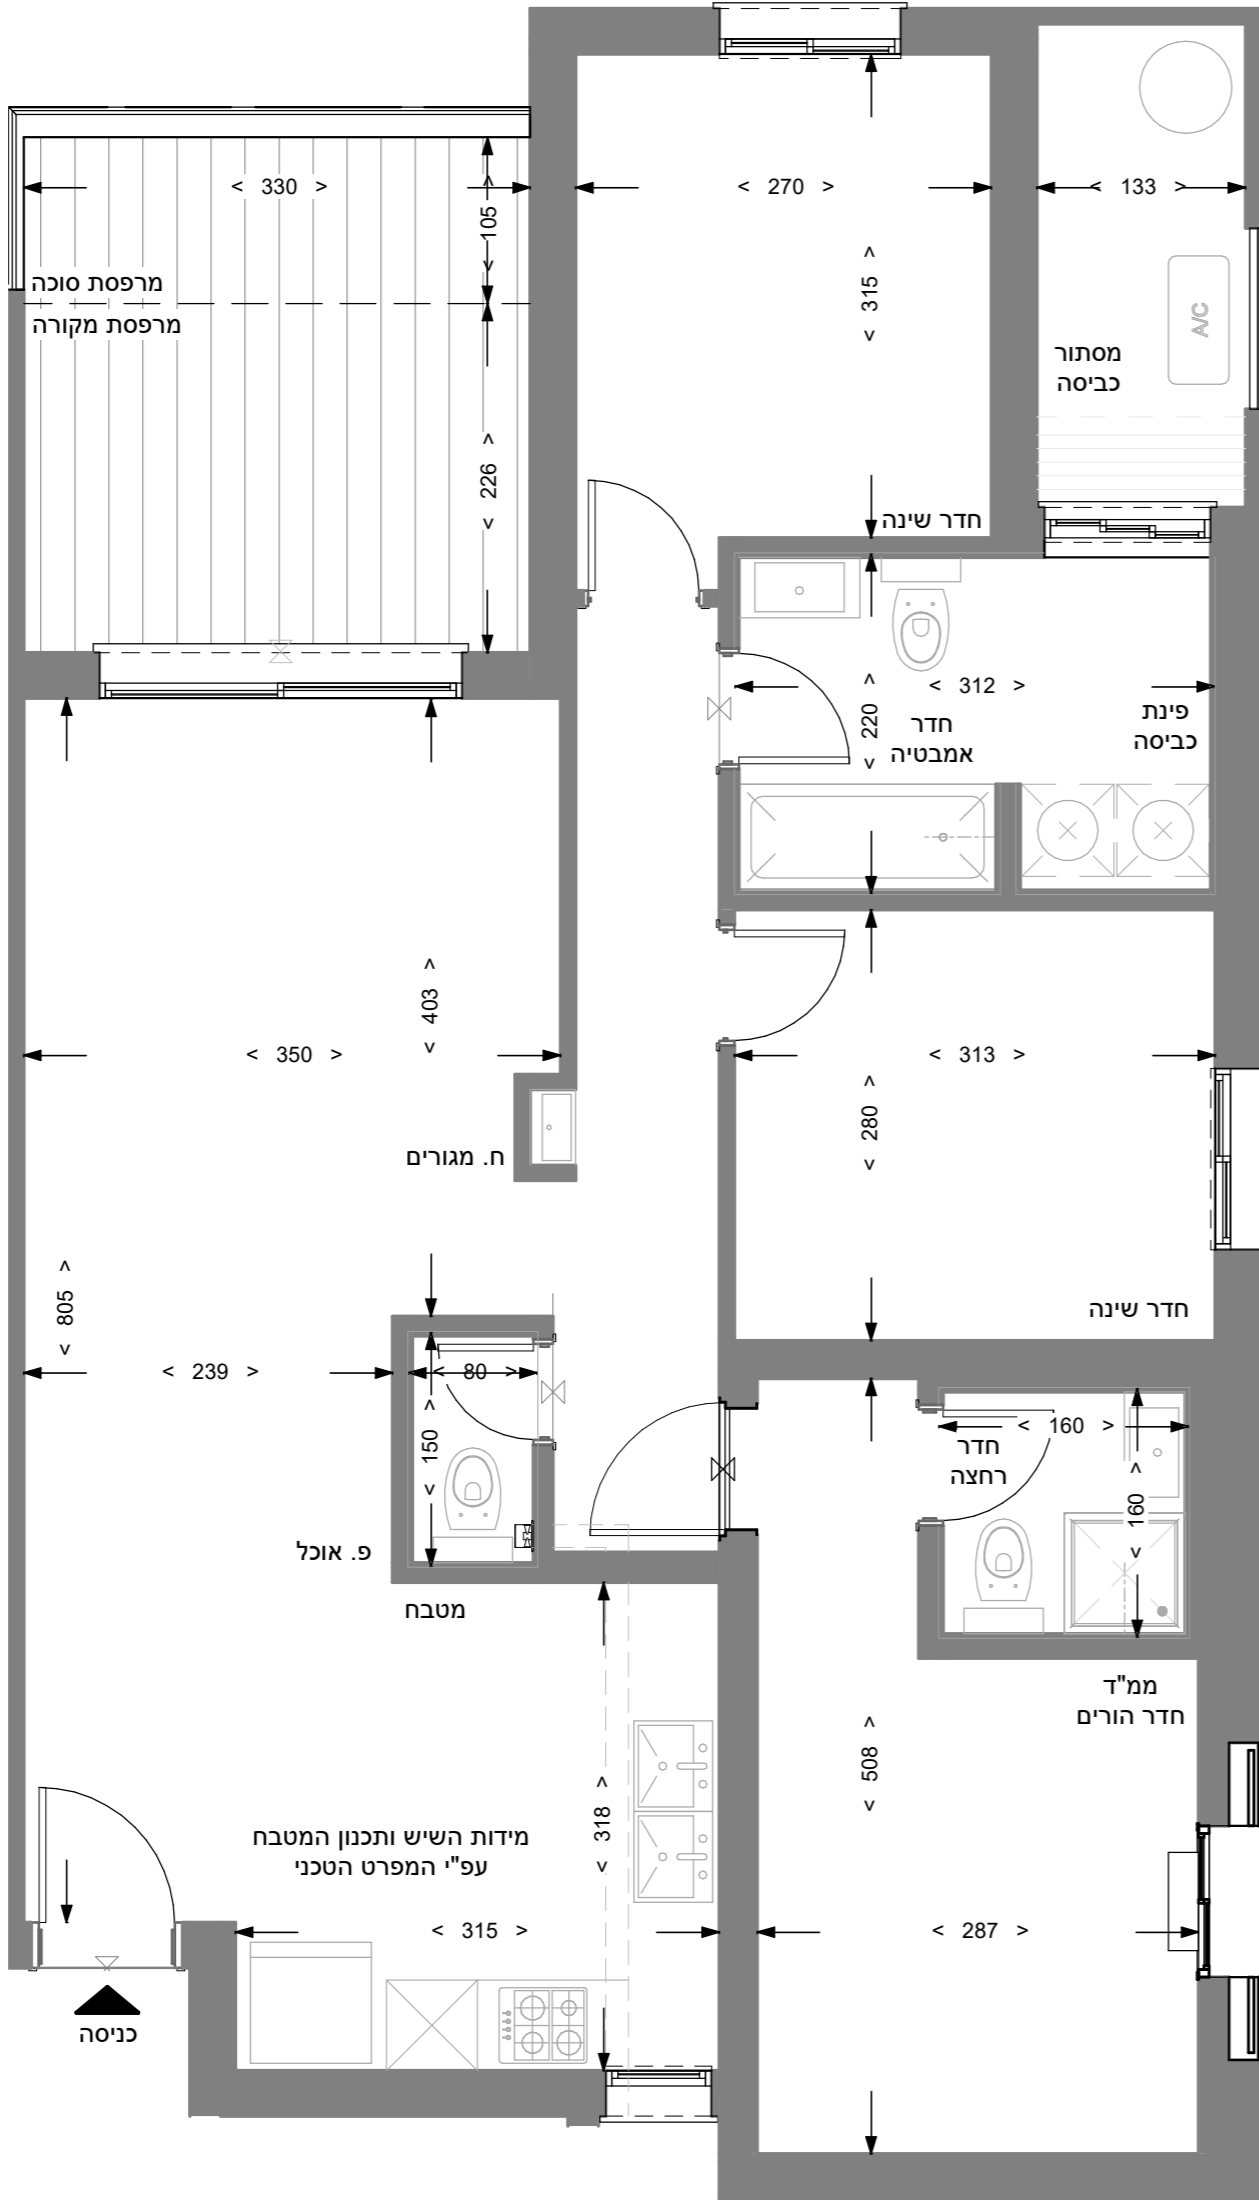 < 330 >
< 270 >
< 133 >
< 105 >
מרפסת סוכה
מרפסת מקורה
< 315 >
A/C
מסתור
כביסה
< 226 >
חדר שינה
< 312 >
< 220 >
חדר
אמבטיה
פינת
כביסה
< 403 >
< 350 >
< 313 >
< 280 >
ח. מגורים
< 805 >
חדר שינה
< 239 >
< 80 >
< 150 >
חדר
רחצה
< 160 >
< 160 >
פ. אוכל
מטבח
ממ"ד
חדר הורים
< 508 >
< 318 >
מידות השיש ותכנון המטבח
עפ"י המפרט הטכני
< 315 >
< 287 >
כניסה